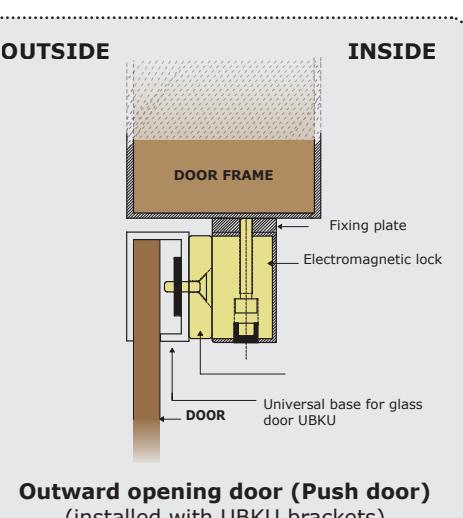 OUTSIDE
INSIDE
DOOR FRAME
Fixing plate
Electromagnetic lock
Universal base for glass
door UBKU
DOOR
Outward opening door (Push door)
(installed with UBKU brackets)